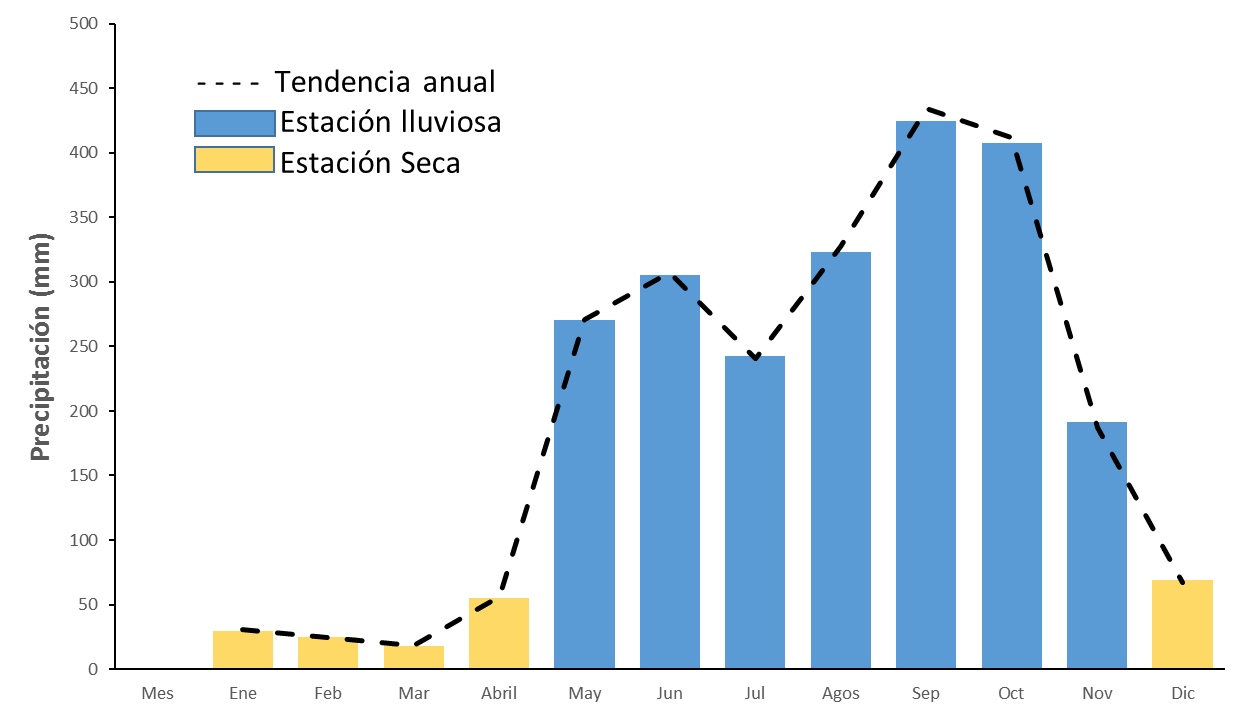 500
450
400
350
300
250
200
150
100
50
0
Precipitación (mm)
Tendencia anual
Estación lluviosa
Estación Seca
Mes Ene Feb Mar Abril May Jun Jul Agos Sep Oct Nov Dic